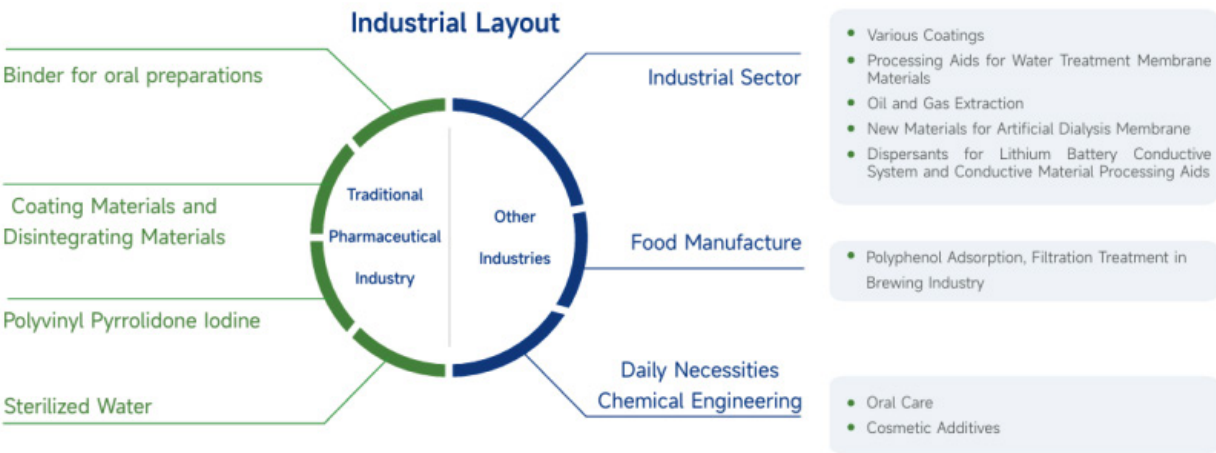 Industrial Layout
Binder for oral preparations
Coating Materials and
Disintegrating Materials
Polyvinyl Pyrrolidone Iodine
Sterilized Water
Traditional
Pharmaceutical
Industry
Other
Industries
Industrial Sector
Various Coatings
Processing Aids for Water Treatment Membrane
Materials
Oil and Gas Extraction
New Materials for Artificial Dialysis Membrane
Dispersants for Lithium Battery Conductive
System and Conductive Material Processing Aids
Food Manufacture
Polyphenol Adsorption, Filtration Treatment in
Brewing Industry
Daily Necessities
Chemical Engineering
Oral Care
Cosmetic Additives